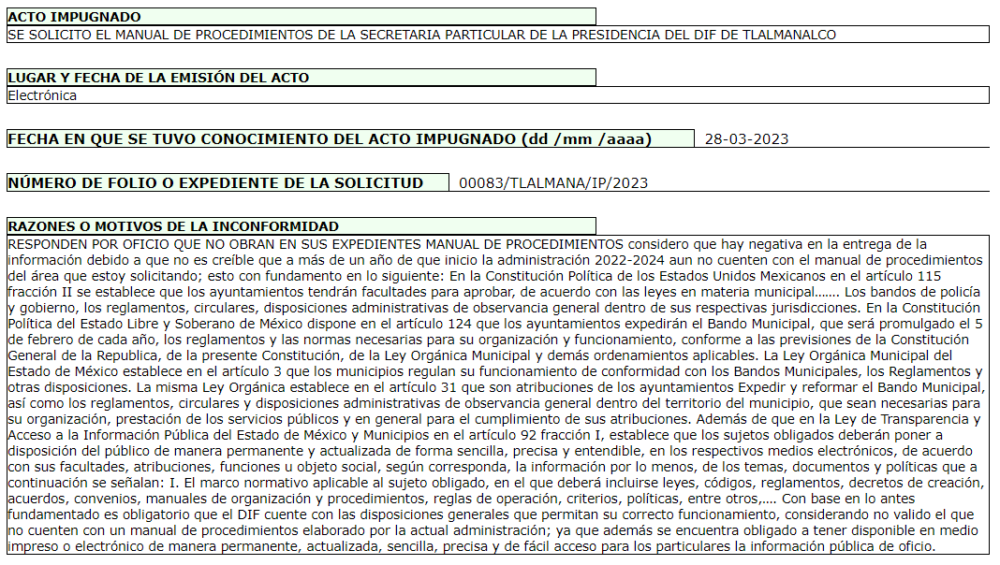 ACTO IMPUGNADO
SE SOLICITO EL MANUAL DE PROCEDIMIENTOS DE LA SECRETARIA PARTICULAR DE LA PRESIDENCIA DEL DIF DE TLALMANALCO
LUGAR Y FECHA DE LA EMISIÓN DEL ACTO
Electrónica
FECHA EN QUE SE TUVO CONOCIMIENTO DEL ACTO IMPUGNADO (dd /mm /aaaa) 28-03-2023
NÚMERO DE FOLIO O EXPEDIENTE DE LA SOLICITUD 00083/TLALMANA/IP/2023
RAZONES O MOTIVOS DE LA INCONFORMIDAD
RESPONDEN POR OFICIO QUE NO OBRAN EN SUS EXPEDIENTES MANUAL DE PROCEDIMIENTOS considero que hay negativa en la entrega de la
información debido a que no es creíble que a más de un año de que inicio la administración 2022-2024 aun no cuenten con el manual de procedimientos
del área que estoy solicitando; esto con fundamento en lo siguiente: En la Constitución Política de los Estados Unidos Mexicanos en el artículo 115
fracción II se establece que los ayuntamientos tendrán facultades para aprobar, de acuerdo con las leyes en materia municipal……. Los bandos de policía
y gobierno, los reglamentos, circulares, disposiciones administrativas de observancia general dentro de sus respectivas jurisdicciones. En la Constitución
Política del Estado Libre y Soberano de México dispone en el artículo 124 que los ayuntamientos expedirán el Bando Municipal, que será promulgado el 5
de febrero de cada año, los reglamentos y las normas necesarias para su organización y funcionamiento, conforme a las previsiones de la Constitución
General de la Republica, de la presente Constitución, de la Ley Orgánica Municipal y demás ordenamientos aplicables. La Ley Orgánica Municipal del
Estado de México establece en el artículo 3 que los municipios regulan su funcionamiento de conformidad con los Bandos Municipales, los Reglamentos y
otras disposiciones. La misma Ley Orgánica establece en el artículo 31 que son atribuciones de los ayuntamientos Expedir y reformar el Bando Municipal,
así como los reglamentos, circulares y disposiciones administrativas de observancia general dentro del territorio del municipio, que sean necesarias para
su organización, prestación de los servicios públicos y en general para el cumplimiento de sus atribuciones. Además de que en la Ley de Transparencia y
Acceso a la Información Pública del Estado de México y Municipios en el artículo 92 fracción I, establece que los sujetos obligados deberán poner a
disposición del público de manera permanente y actualizada de forma sencilla, precisa y entendible, en los respectivos medios electrónicos, de acuerdo
con sus facultades, atribuciones, funciones u objeto social, según corresponda, la información por lo menos, de los temas, documentos y políticas que a
continuación se señalan: I. El marco normativo aplicable al sujeto obligado, en el que deberá incluirse leyes, códigos, reglamentos, decretos de creación,
acuerdos, convenios, manuales de organización y procedimientos, reglas de operación, criterios, políticas, entre otros,…. Con base en lo antes
fundamentado es obligatorio que el DIF cuente con las disposiciones generales que permitan su correcto funcionamiento, considerando no valido el que
no cuenten con un manual de procedimientos elaborado por la actual administración; ya que además se encuentra obligado a tener disponible en medio
impreso o electrónico de manera permanente, actualizada, sencilla, precisa y de fácil acceso para los particulares la información pública de oficio.